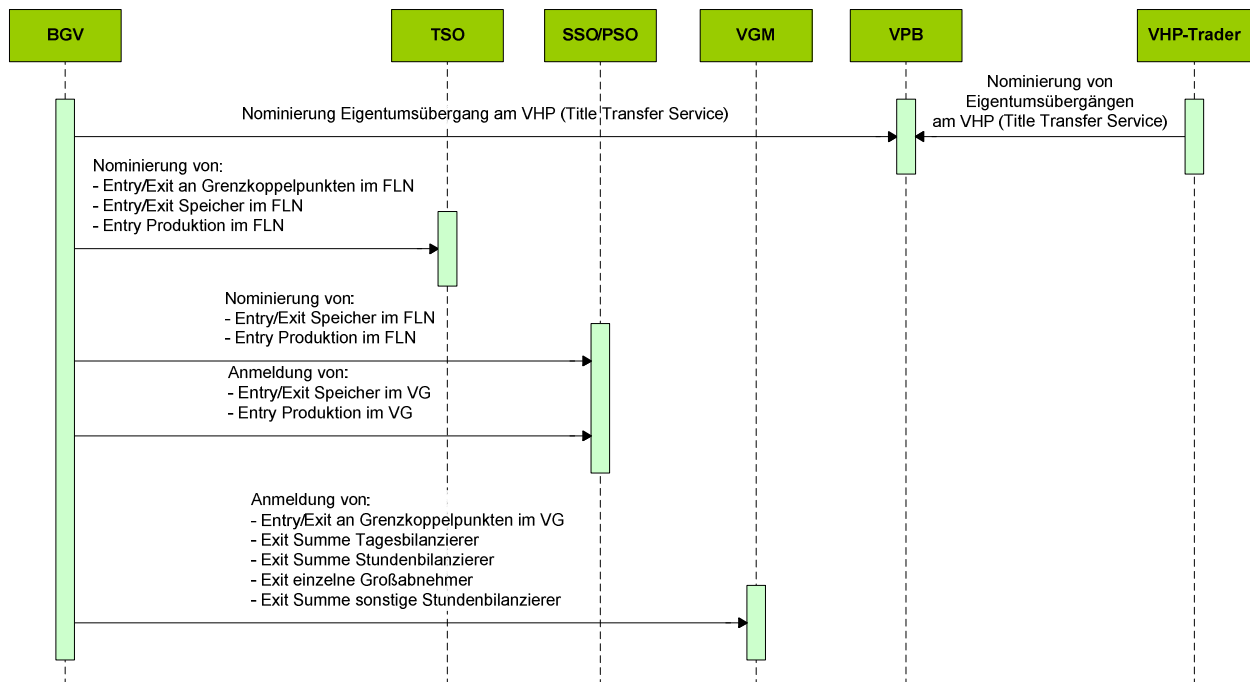 BGV
TSO
SSO/PSO
VGM
VPB
VHP-Trader
Nominierung Eigentumsübergang am VHP (Title Transfer Service)
Nominierung von
Eigentumsübergängen
am VHP (Title Transfer Service)
Nominierung von:
- Entry/Exit an Grenzkoppelpunkten im FLN
- Entry/Exit Speicher im FLN
- Entry Produktion im FLN
Nominierung von:
- Entry/Exit Speicher im FLN
- Entry Produktion im FLN
Anmeldung von:
- Entry/Exit Speicher im VG
- Entry Produktion im VG
Anmeldung von:
- Entry/Exit an Grenzkoppelpunkten im VG
- Exit Summe Tagesbilanzierer
- Exit Summe Stundenbilanzierer
- Exit einzelne Großabnehmer
- Exit Summe sonstige Stundenbilanzierer